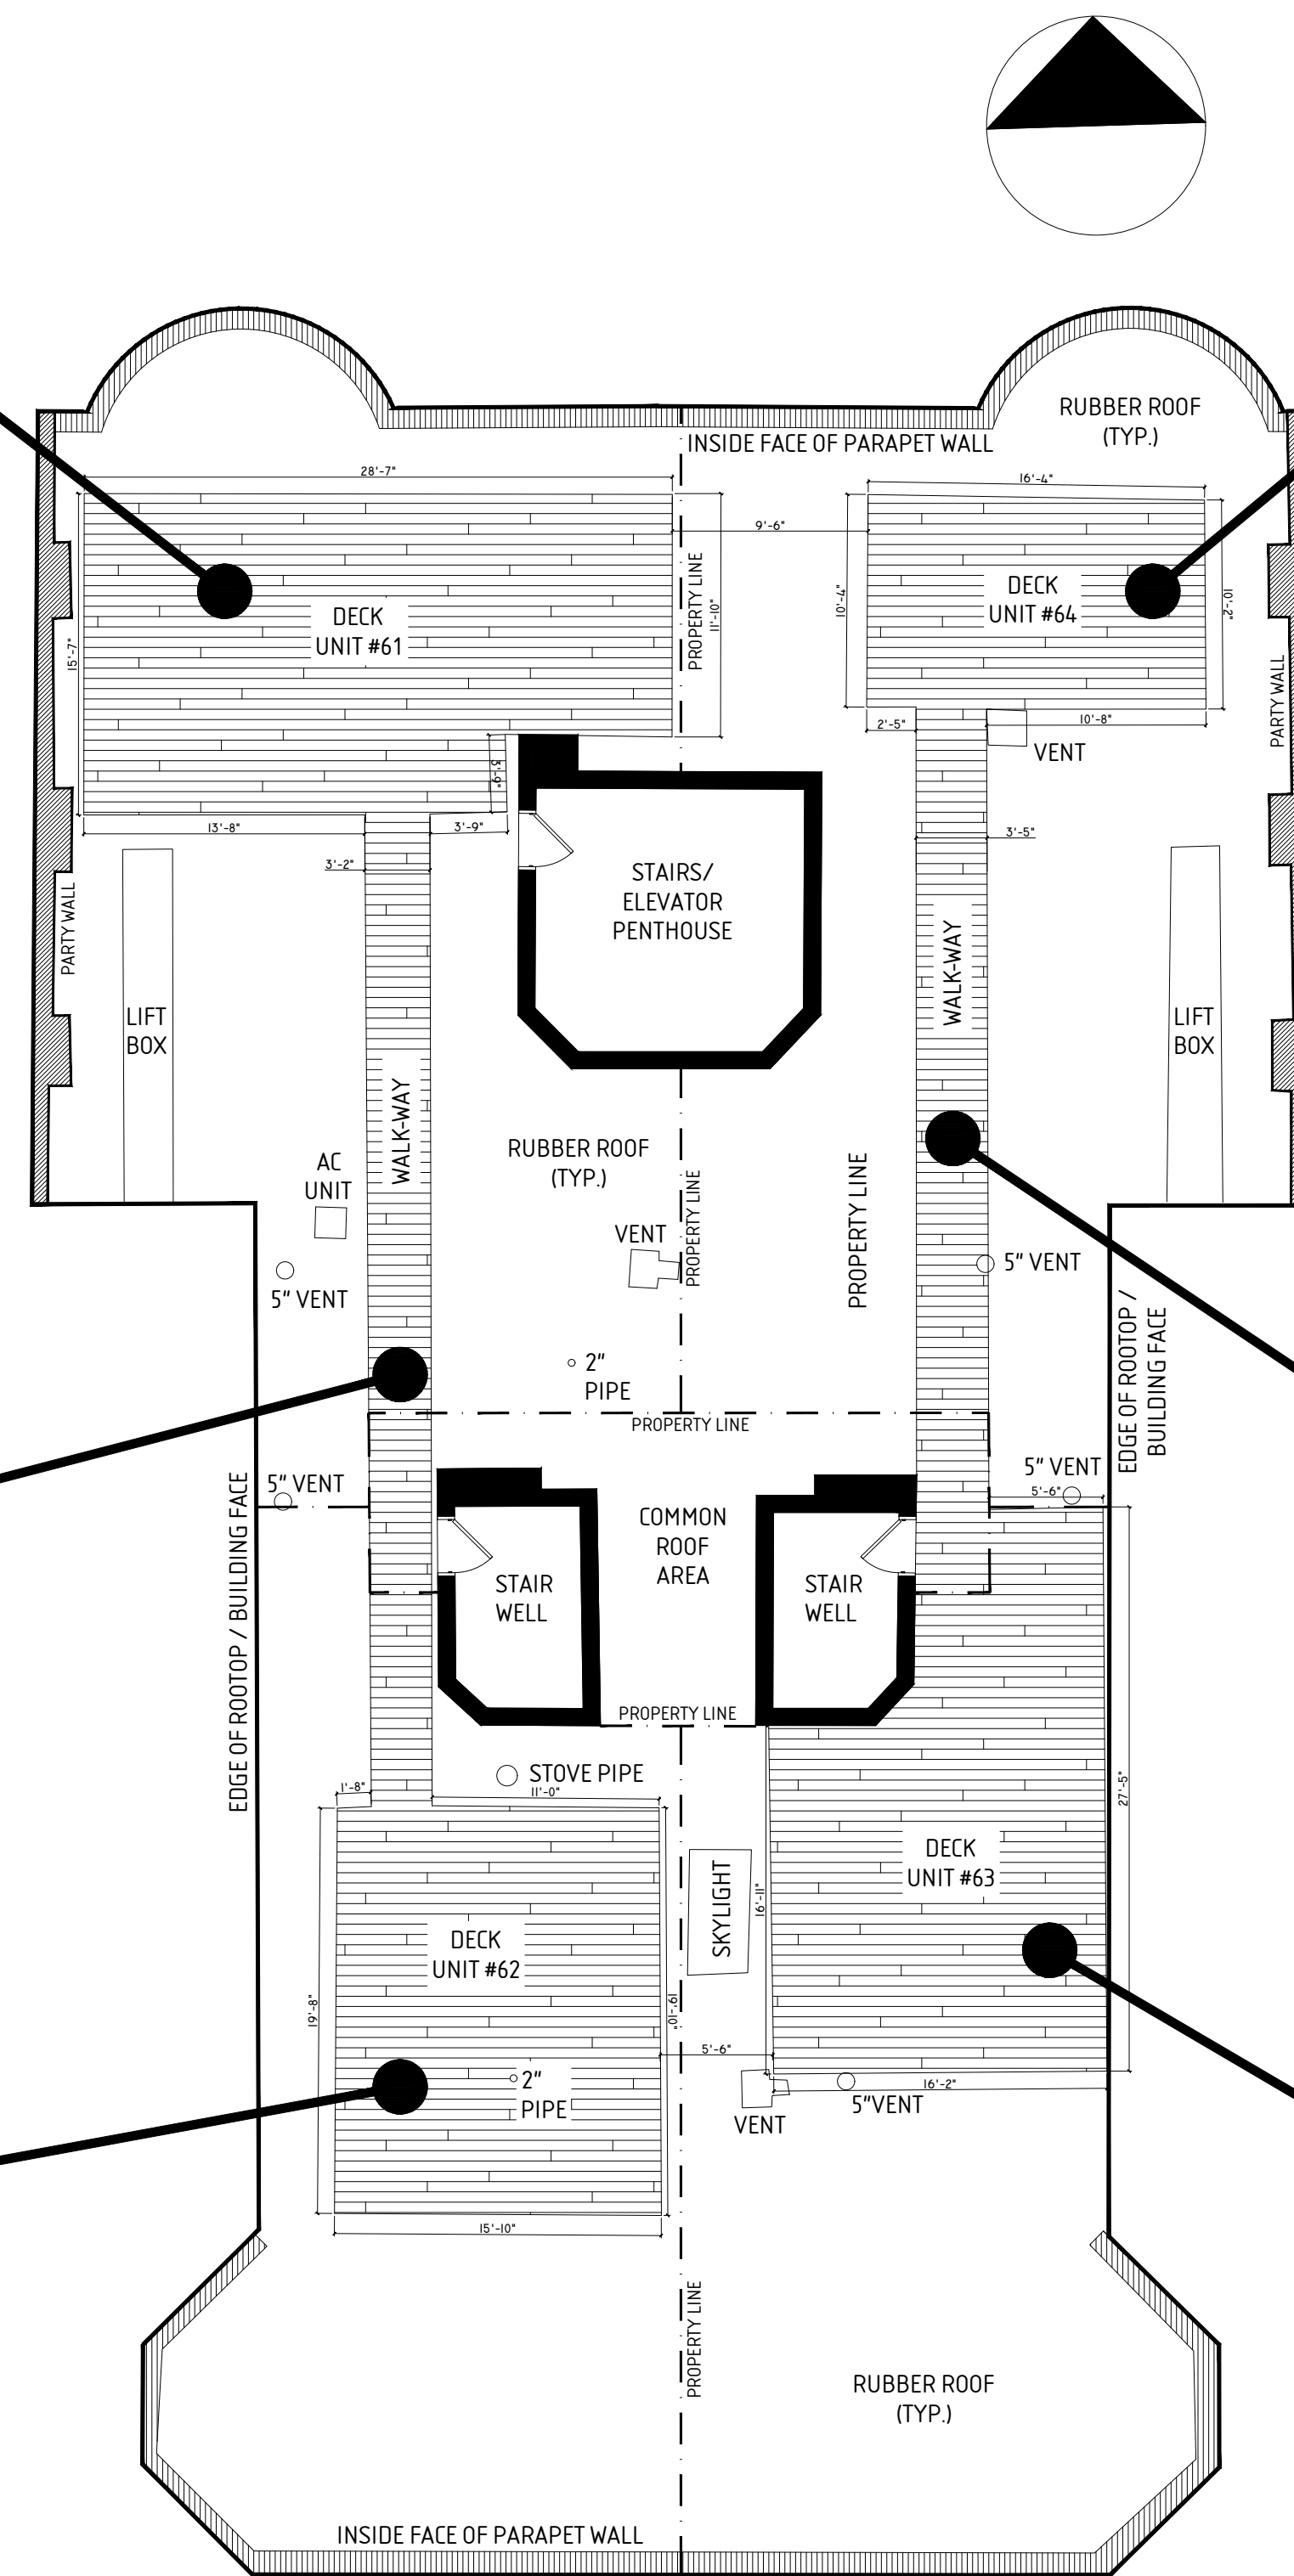 RUBBER ROOF
(TYP.)
INSIDE FACE OF PARAPET WALL
28'-7"
16'-4"
9'-6"
PROPERTY LINE
11'-10"
15'-7"
DECK
UNIT #61
10'-4"
DECK
UNIT #64
10'-2"
PARTY WALL
2'-5"
10'-8"
VENT
3'-9"
13'-8"
3'-9"
3'-5"
3'-2"
STAIRS/
ELEVATOR
PENTHOUSE
PARTY WALL
WALK-WAY
LIFT
BOX
LIFT
BOX
WALK-WAY
RUBBER ROOF
(TYP.)
AC
UNIT
PROPERTY LINE
PROPERTY LINE
VENT
5" VENT
5" VENT
EDGE OF ROOTOP /
BUILDING FACE
2"
PIPE
PROPERTY LINE
5" VENT
5" VENT
5'-6"
COMMON
ROOF
AREA
STAIR
WELL
STAIR
WELL
EDGE OF ROOTOP / BUILDING FACE
PROPERTY LINE
STOVE PIPE
1'-8"
11'-0"
27'-5"
DECK
UNIT #63
SKYLIGHT
16'-11"
DECK
UNIT #62
19'-8"
19'-10"
5'-6"
2"
PIPE
16'-2"
5"VENT
VENT
15'-10"
PROPERTY LINE
RUBBER ROOF
(TYP.)
INSIDE FACE OF PARAPET WALL